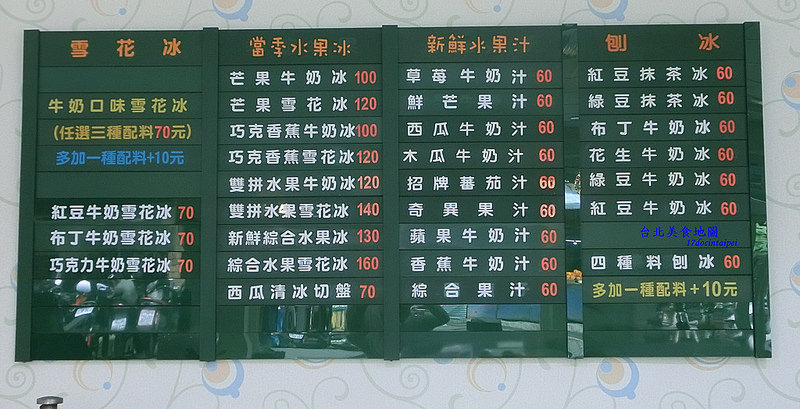 雪花冰
牛奶口味雪花冰
(任選三種配料70元)
多加一種配料+10元
紅豆牛奶雪花冰 70
布丁牛奶雪花冰 70
巧克力牛奶雪花冰 70
當季水果冰
芒果牛奶冰 100
芒果雪花冰 120
巧克香蕉牛奶冰 100
巧克香蕉雪花冰 120
雙拼水果牛奶冰 120
雙拼水果雪花冰 140
新鮮綜合水果冰 130
綜合水果雪花冰 160
西瓜清冰切盤 70
新鮮水果汁
草莓牛奶汁 60
鮮芒果汁 60
西瓜牛奶汁 60
木瓜牛奶汁 60
招牌蕃茄汁 60
奇異果汁 60
蘋果牛奶汁 60
香蕉牛奶汁 60
綜合果汁 60
刨冰
紅豆抹茶冰 60
綠豆抹茶冰 60
布丁牛奶冰 60
花生牛奶冰 60
綠豆牛奶冰 60
紅豆牛奶冰 60
台北美食地圖
17docintaipei
四種料刨冰 60
多加一種配料+10元